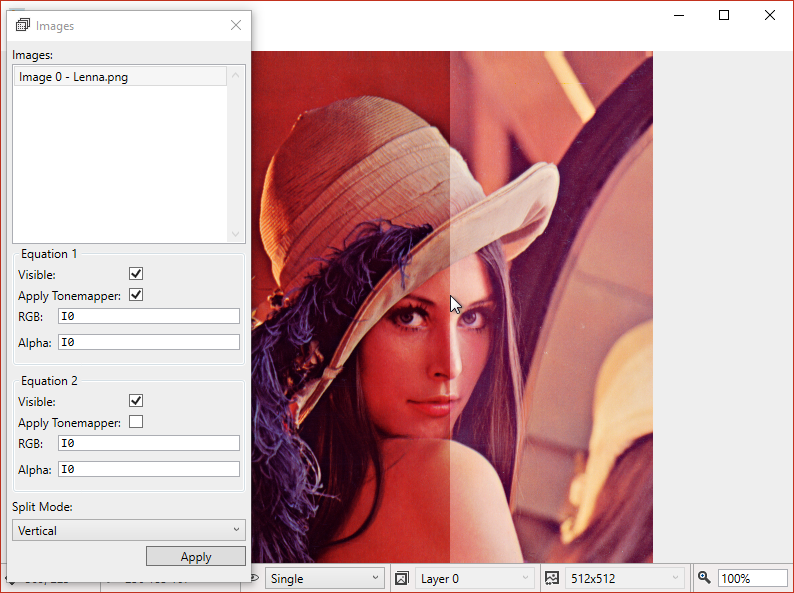 Images
Images:
Image 0 - Lenna.png
Equation 1
Visible:
Apply Tonemapper:
RGB: I0
Alpha: I0
Equation 2
Visible:
Apply Tonemapper:
RGB: I0
Alpha: I0
Split Mode:
Vertical
Apply
Single
Layer 0
512x512
100%